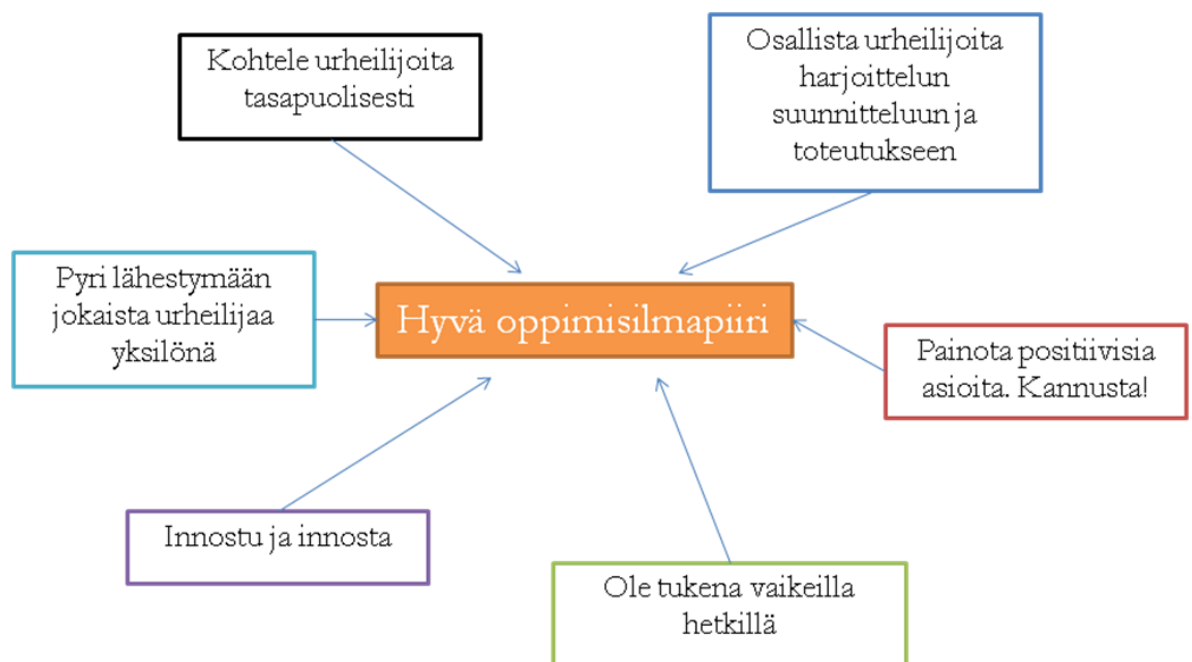 Kohtele urheilijoita
tasapuolisesti
Osallista urheilijoita
harjoittelun
suunnitteluun ja
toteutukseen
Pyri lähestymään
jokaista urheilijaa
yksilönä
Hyvä oppimisilmapiiri
Painota positiivisia
asioita. Kannusta!
Innostu ja innosta
Ole tukena vaikeilla
hetkillä